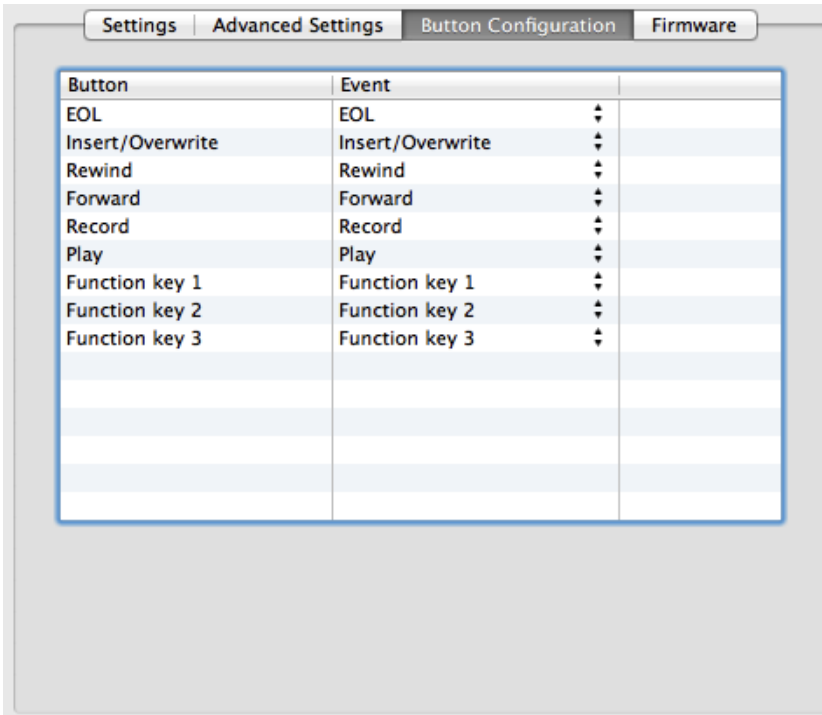 Settings Advanced Settings Button Configuration Firmware
Button Event
EOL EOL
Insert/Overwrite Insert/Overwrite
Rewind Rewind
Forward Forward
Record Record
Play Play
Function key 1 Function key 1
Function key 2 Function key 2
Function key 3 Function key 3